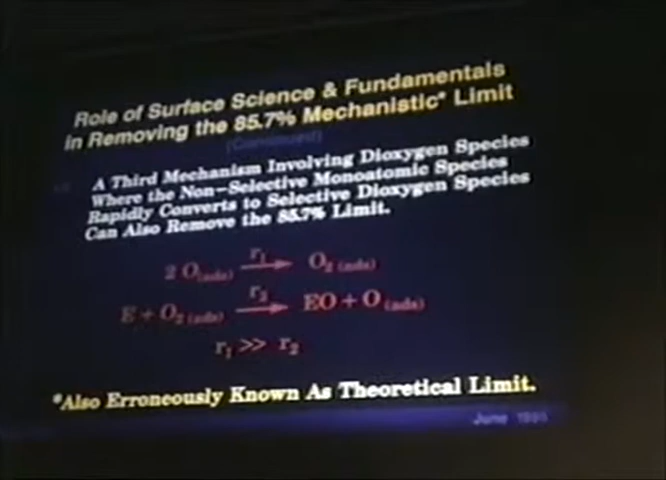 Role of Surface Science & Fundamentals
in Removing the 85.7% Mechanistic* Limit
(Continued)
A Third Mechanism Involving Dioxygen Species
Where the Non-Selective Monoatomic Species
Rapidly Converts to Selective Dioxygen Species
Can Also Remove the 85.7% Limit.
2 O(ads) r₁→ O₂ (ads)
E + O₂ (ads) r₂→ EO + O (ads)
r₁ >> r₂
*Also Erroneously Known As Theoretical Limit.
June